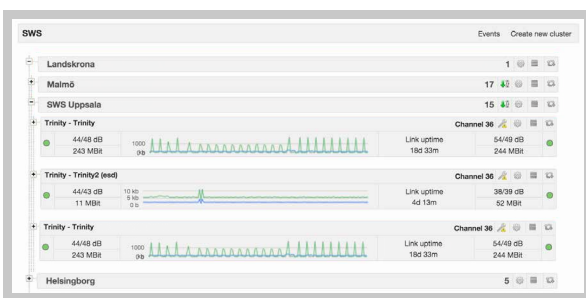 SWS Events Create new cluster
Landskrona 1
Malmö 17
SWS Uppsala 15
Trinity - Trinity Channel 36
44/48 dB 1000 Link uptime 54/49 dB
243 MBit 0kb 18d 33m 244 MBit
Trinity - Trinity2 (esd) Channel 36
44/43 dB 10 kb Link uptime 38/39 dB
5 kb
11 MBit 0 b 4d 13m 52 MBit
Trinity - Trinity Channel 36
44/48 dB 1000 Link uptime 54/49 dB
243 MBit 0kb 18d 33m 244 MBit
Helsingborg 5